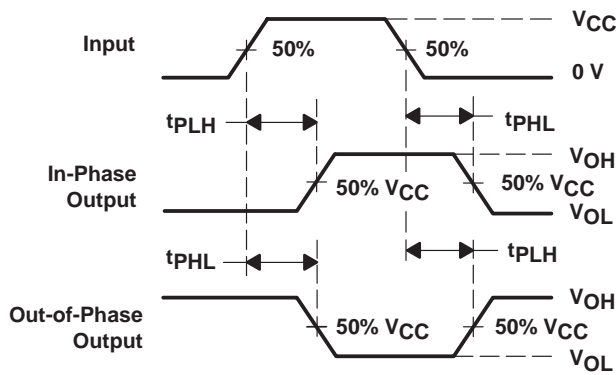 VCC
Input
50%
50%
0 V
tPLH
tPHL
In-Phase
Output
VOH
50% VCC
50%
VCC
VOL
tPHL
tPLH
Out-of-Phase
Output
VOH
50% VCC
50% VCC
VOL